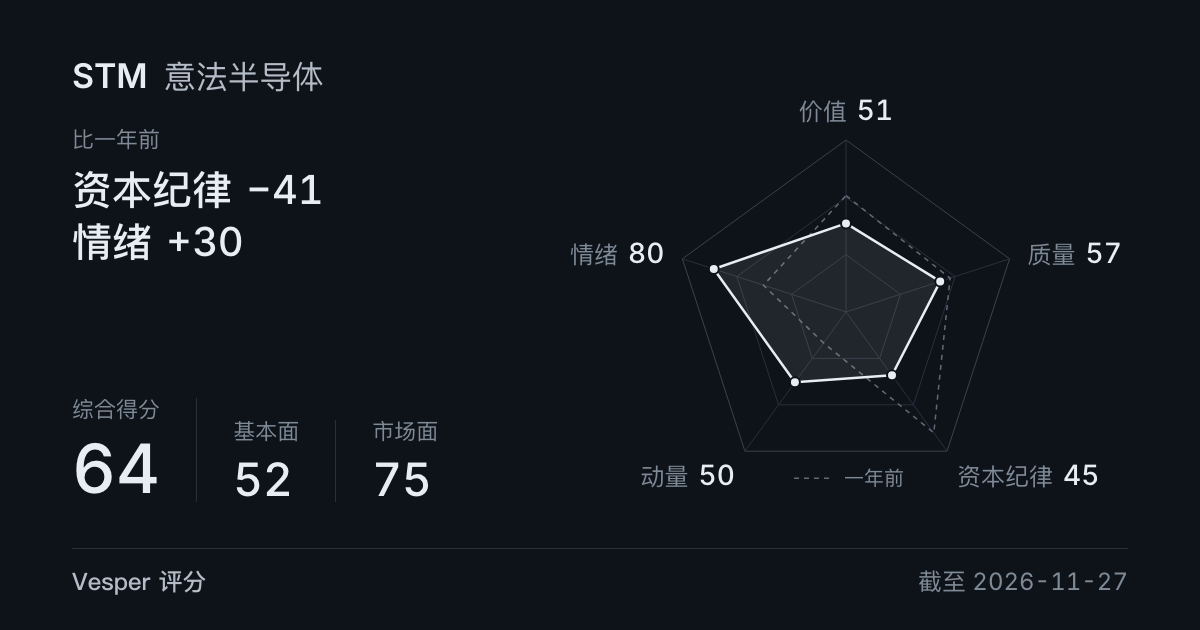 STM 意法半导体
比一年前
资本纪律 −41
情绪 +30
综合得分
64
基本面
52
市场面
75
价值 51
质量 57
情绪 80
动量 50
一年前
资本纪律 45
Vesper 评分
截至 2026-11-27